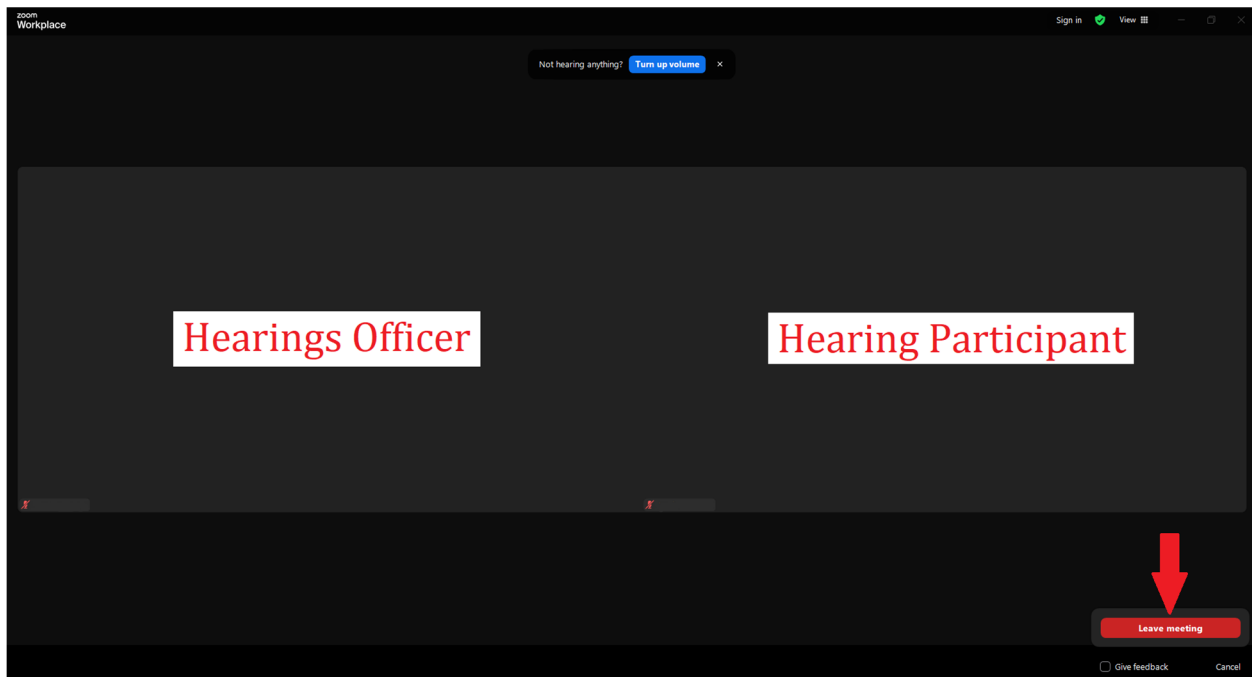 zoom
Workplace
Sign in
View
Not hearing anything? Turn up volume
Hearings Officer
Hearing Participant
Leave meeting
Give feedback
Cancel